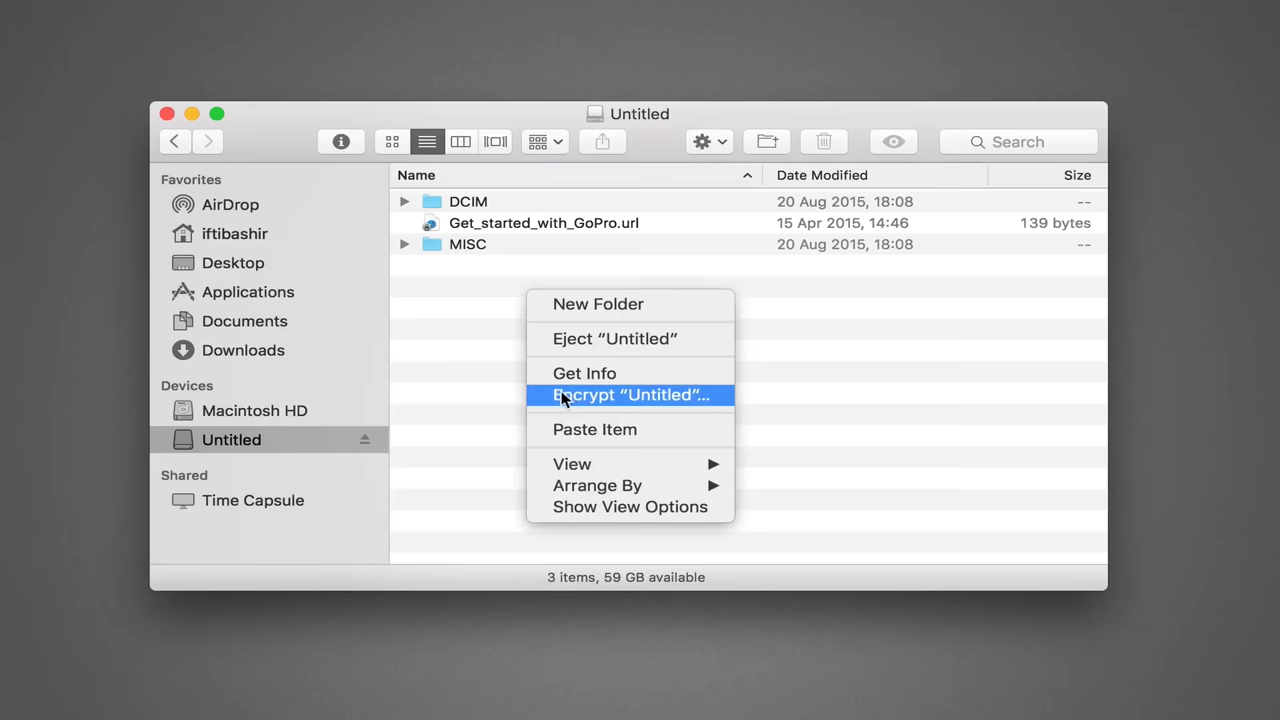 Untitled
Search
Favorites
AirDrop
iftibashir
Desktop
Applications
Documents
Downloads
Devices
Macintosh HD
Untitled
Shared
Time Capsule
Name Date Modified Size
DCIM 20 Aug 2015, 18:08 --
Get_started_with_GoPro.url 15 Apr 2015, 14:46 139 bytes
MISC 20 Aug 2015, 18:08 --
New Folder
Eject “Untitled”
Get Info
Encrypt “Untitled”...
Paste Item
View
Arrange By
Show View Options
3 items, 59 GB available